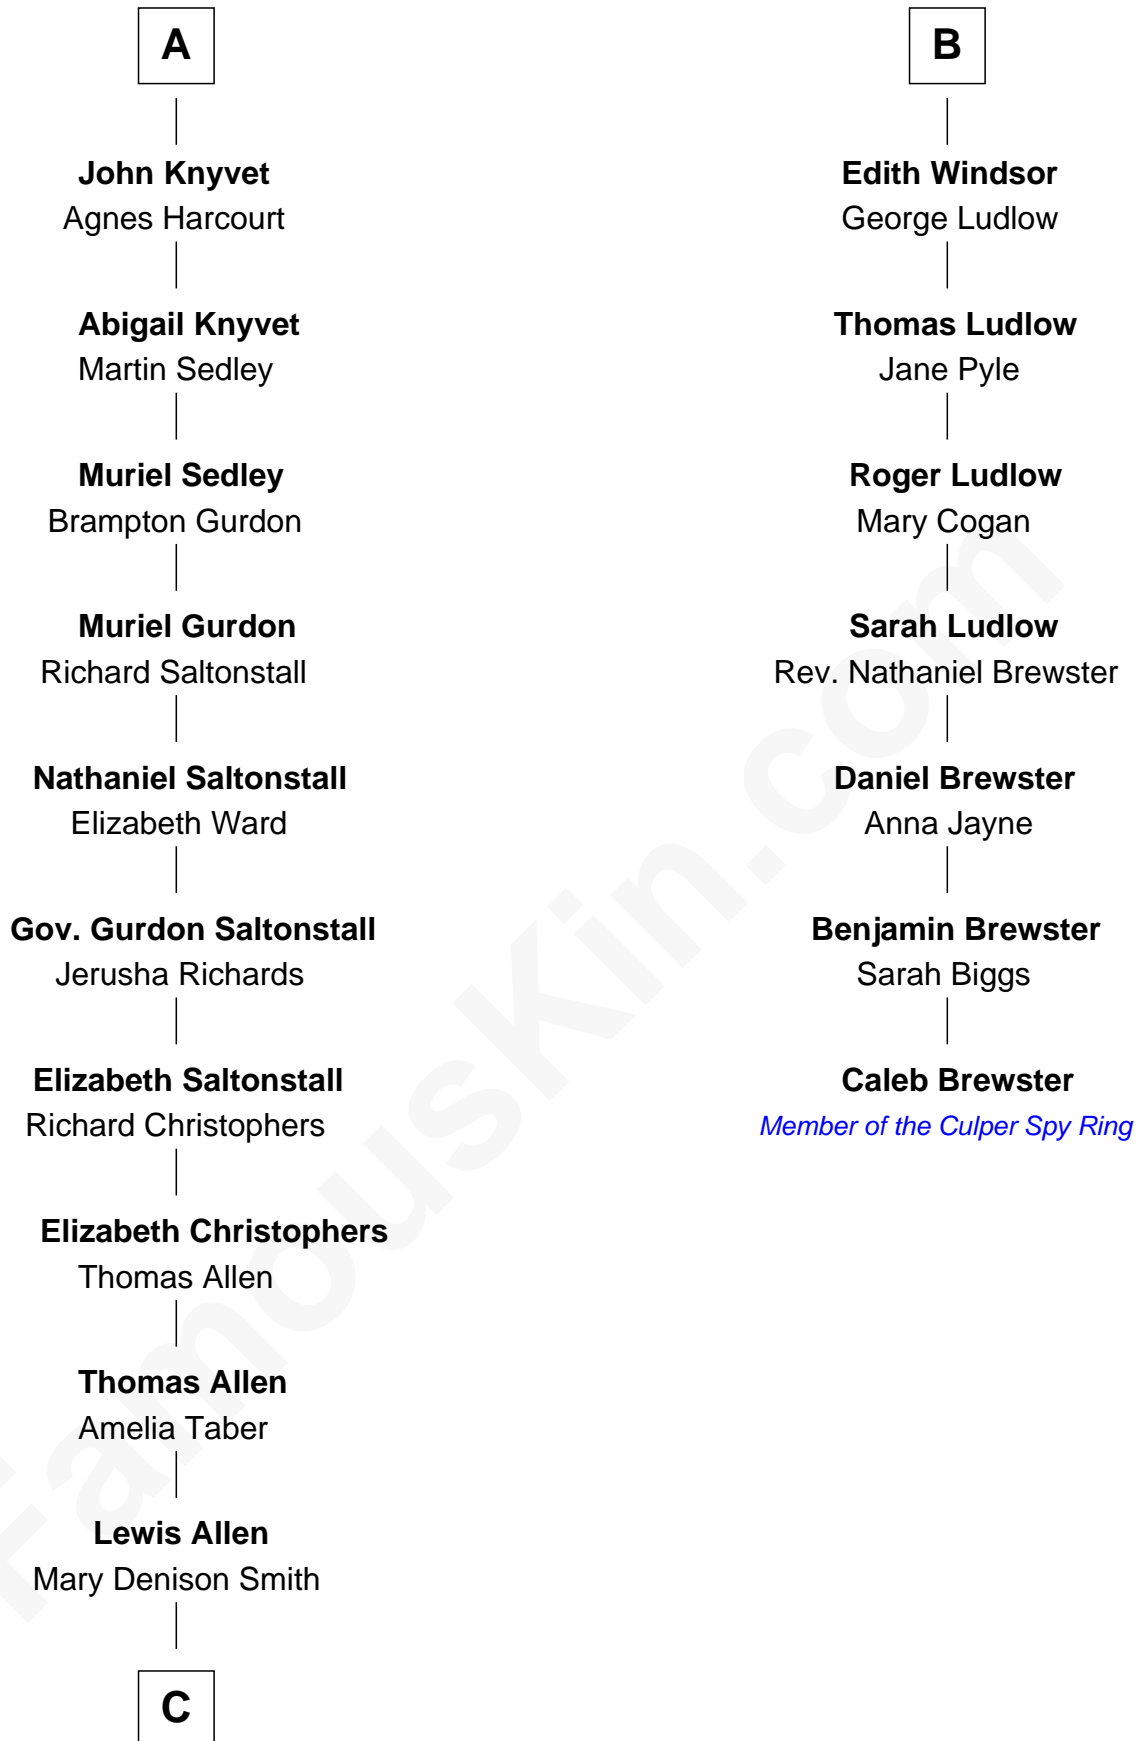 A
John Knyvet
Agnes Harcourt
Abigail Knyvet
Martin Sedley
Muriel Sedley
Brampton Gurdon
Muriel Gurdon
Richard Saltonstall
Nathaniel Saltonstall
Elizabeth Ward
Gov. Gurdon Saltonstall
Jerusha Richards
Elizabeth Saltonstall
Richard Christophers
Elizabeth Christophers
Thomas Allen
Thomas Allen
Amelia Taber
Lewis Allen
Mary Denison Smith
C
B
Edith Windsor
George Ludlow
Thomas Ludlow
Jane Pyle
Roger Ludlow
Mary Cogan
Sarah Ludlow
Rev. Nathaniel Brewster
Daniel Brewster
Anna Jayne
Benjamin Brewster
Sarah Biggs
Caleb Brewster
Member of the Culper Spy Ring
FamousKin.com